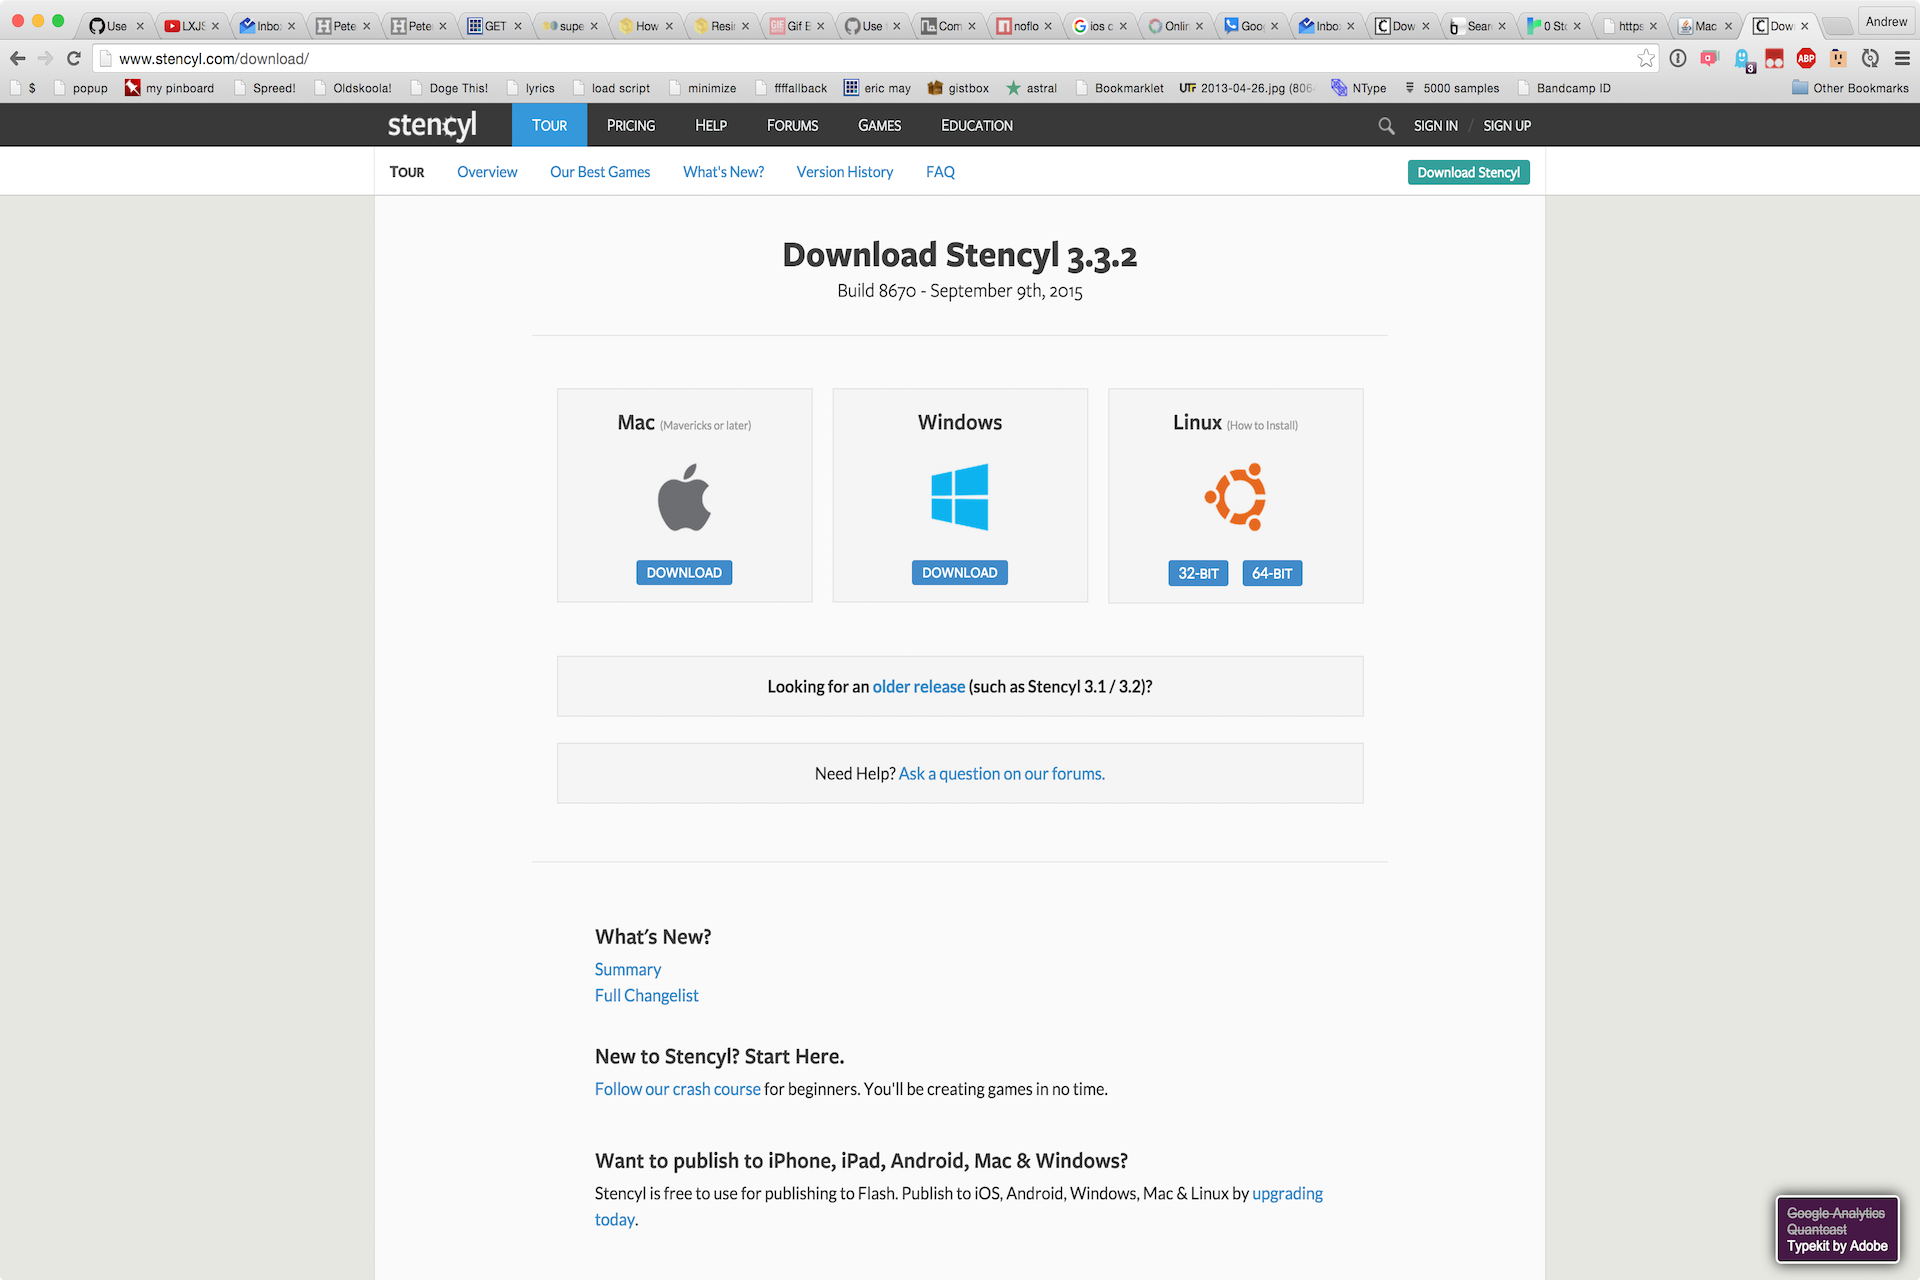 Use
LXJS
Inbo
Pete
Pete
GET
supe
How
Resi
Gif E
Use
Com
noflo
ios c
Onlin
Goo
Inbo
Dow
Sear
0 Sto
https
Mac
Dow
Andrew
www.stencyl.com/download/
3
ABP
$
popup
my pinboard
Spreed!
Oldskoola!
Doge This!
lyrics
load script
minimize
ffffallback
eric may
gistbox
astral
Bookmarklet
UTF 2013-04-26.jpg (806
NType
5000 samples
Bandcamp ID
Other Bookmarks
stencyl
TOUR
PRICING
HELP
FORUMS
GAMES
EDUCATION
SIGN IN / SIGN UP
TOUR
Overview
Our Best Games
What's New?
Version History
FAQ
Download Stencyl
Download Stencyl 3.3.2
Build 8670 - September 9th, 2015
Mac (Mavericks or later)
DOWNLOAD
Windows
DOWNLOAD
Linux (How to Install)
32-BIT
64-BIT
Looking for an older release (such as Stencyl 3.1 / 3.2)?
Need Help? Ask a question on our forums.
What's New?
Summary
Full Changelist
New to Stencyl? Start Here.
Follow our crash course for beginners. You'll be creating games in no time.
Want to publish to iPhone, iPad, Android, Mac & Windows?
Stencyl is free to use for publishing to Flash. Publish to iOS, Android, Windows, Mac & Linux by upgrading
today.
Google Analytics
Quantcast
Typekit by Adobe